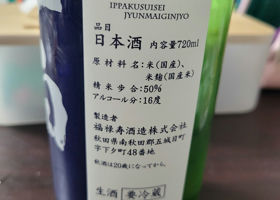 IPPAKUSUISEI
JYUNMAIGINJYO
品目
日本酒 内容量720ml
原材料名:米(国産)、
米麹(国産米)
精米歩合:50%
アルコール分:16度
製造者
福禄寿酒造株式会社
秋田県南秋田郡五城目町
字下夕町48番地
飲酒は20歳になってから。
生酒 要冷蔵